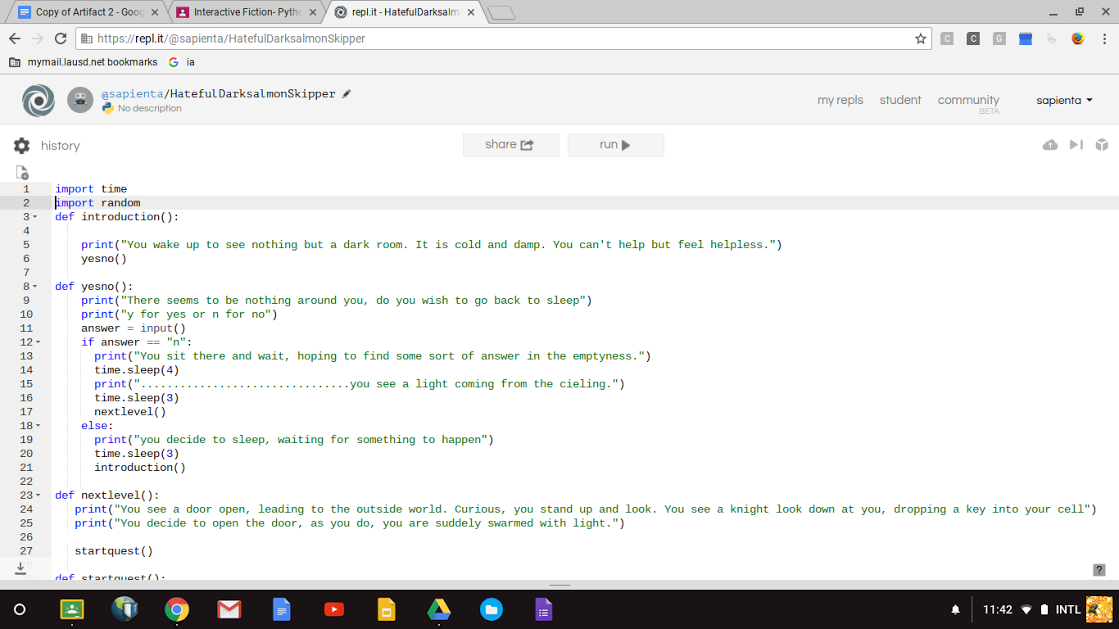 Copy of Artifact 2 - Goog
Interactive Fiction- Pytho
repl.it - HatefulDarksalm
https://repl.it/@sapienta/HatefulDarksalmonSkipper
mymail.lausd.net bookmarks
ia
@sapienta/HatefulDarksalmonSkipper
No description
my repls
student
community
BETA
sapienta
history
share
run
1 import time
2 import random
3 def introduction():
4
5 print("You wake up to see nothing but a dark room. It is cold and damp. You can't help but feel helpless.")
6 yesno()
7
8 def yesno():
9 print("There seems to be nothing around you, do you wish to go back to sleep")
10 print("y for yes or n for no")
11 answer = input()
12 if answer == "n":
13 print("You sit there and wait, hoping to find some sort of answer in the emptyness.")
14 time.sleep(4)
15 print("................................you see a light coming from the cieling.")
16 time.sleep(3)
17 nextlevel()
18 else:
19 print("you decide to sleep, waiting for something to happen")
20 time.sleep(3)
21 introduction()
22
23 def nextlevel():
24 print("You see a door open, leading to the outside world. Curious, you stand up and look. You see a knight look down at you, dropping a key into your cell")
25 print("You decide to open the door, as you do, you are suddely swarmed with light.")
26
27 startquest()
def startquest():
?
11:42
INTL